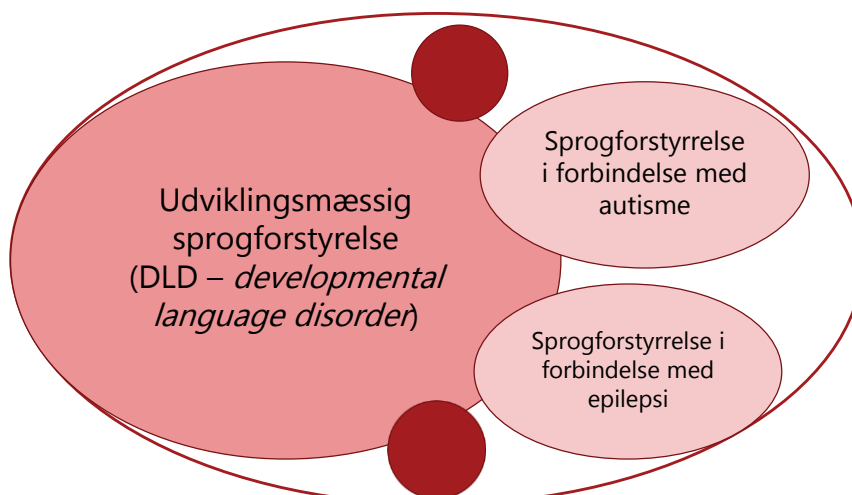 Udviklingsmæssig
sprogforstyrelse
(DLD – developmental
language disorder)
Sprogforstyrrelse
i forbindelse med
autisme
Sprogforstyrrelse i
forbindelse med
epilepsi